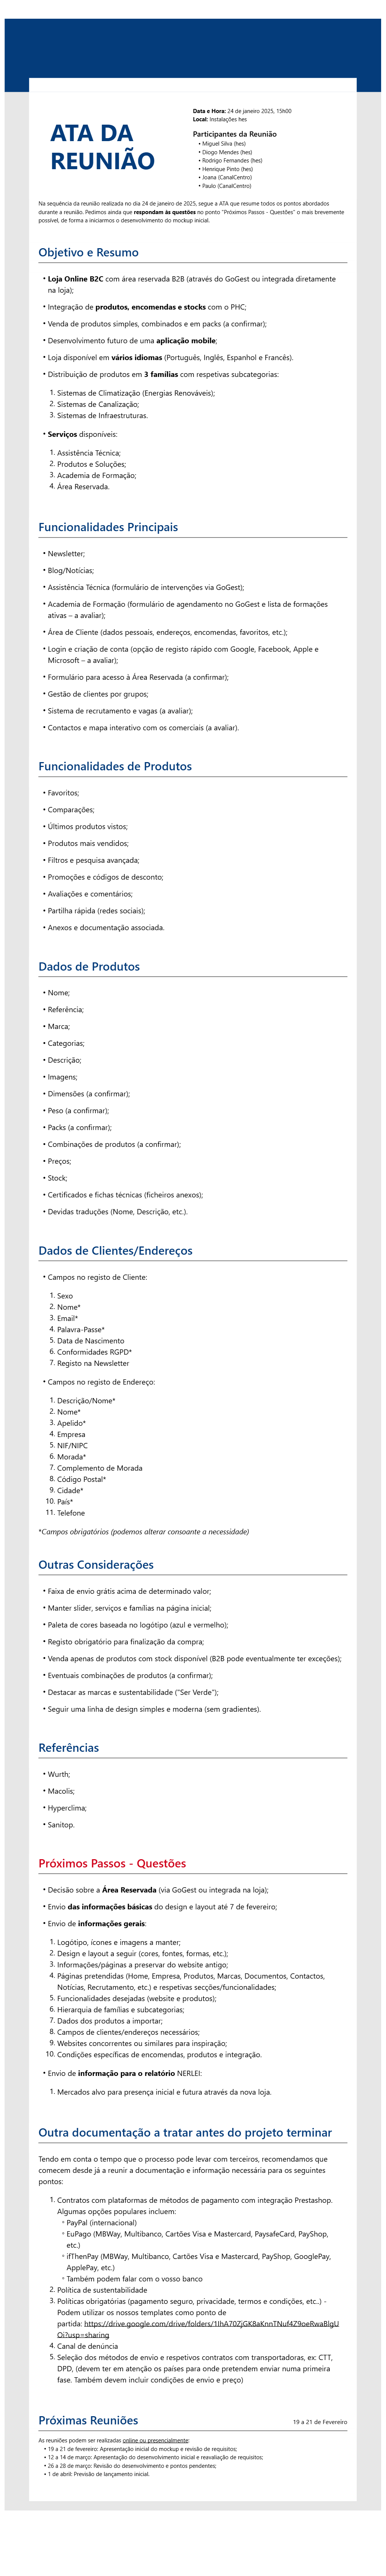 ATA DA
REUNIÃO
Data e Hora: 24 de janeiro 2025, 15h00
Local: Instalações hes
Participantes da Reunião
• Miguel Silva (hes)
• Diogo Mendes (hes)
• Rodrigo Fernandes (hes)
• Henrique Pinto (hes)
• Joana (CanalCentro)
• Paulo (CanalCentro)
Na sequência da reunião realizada no dia 24 de janeiro de 2025, segue a ATA que resume todos os pontos abordados
durante a reunião. Pedimos ainda que respondam às questões no ponto "Próximos Passos - Questões" o mais brevemente
possível, de forma a iniciarmos o desenvolvimento do mockup inicial.
Objetivo e Resumo
• Loja Online B2C com área reservada B2B (através do GoGest ou integrada diretamente
na loja);
• Integração de produtos, encomendas e stocks com o PHC;
• Venda de produtos simples, combinados e em packs (a confirmar);
• Desenvolvimento futuro de uma aplicação mobile;
• Loja disponível em vários idiomas (Português, Inglês, Espanhol e Francês).
• Distribuição de produtos em 3 famílias com respetivas subcategorias:
1. Sistemas de Climatização (Energias Renováveis);
2. Sistemas de Canalização;
3. Sistemas de Infraestruturas.
• Serviços disponíveis:
1. Assistência Técnica;
2. Produtos e Soluções;
3. Academia de Formação;
4. Área Reservada.
Funcionalidades Principais
• Newsletter;
• Blog/Notícias;
• Assistência Técnica (formulário de intervenções via GoGest);
• Academia de Formação (formulário de agendamento no GoGest e lista de formações
ativas – a avaliar);
• Área de Cliente (dados pessoais, endereços, encomendas, favoritos, etc.);
• Login e criação de conta (opção de registo rápido com Google, Facebook, Apple e
Microsoft – a avaliar);
• Formulário para acesso à Área Reservada (a confirmar);
• Gestão de clientes por grupos;
• Sistema de recrutamento e vagas (a avaliar);
• Contactos e mapa interativo com os comerciais (a avaliar).
Funcionalidades de Produtos
• Favoritos;
• Comparações;
• Últimos produtos vistos;
• Produtos mais vendidos;
• Filtros e pesquisa avançada;
• Promoções e códigos de desconto;
• Avaliações e comentários;
• Partilha rápida (redes sociais);
• Anexos e documentação associada.
Dados de Produtos
• Nome;
• Referência;
• Marca;
• Categorias;
• Descrição;
• Imagens;
• Dimensões (a confirmar);
• Peso (a confirmar);
• Packs (a confirmar);
• Combinações de produtos (a confirmar);
• Preços;
• Stock;
• Certificados e fichas técnicas (ficheiros anexos);
• Devidas traduções (Nome, Descrição, etc.).
Dados de Clientes/Endereços
• Campos no registo de Cliente:
1. Sexo
2. Nome*
3. Email*
4. Palavra-Passe*
5. Data de Nascimento
6. Conformidades RGPD*
7. Registo na Newsletter
• Campos no registo de Endereço:
1. Descrição/Nome*
2. Nome*
3. Apelido*
4. Empresa
5. NIF/NIPC
6. Morada*
7. Complemento de Morada
8. Código Postal*
9. Cidade*
10. País*
11. Telefone
*Campos obrigatórios (podemos alterar consoante a necessidade)
Outras Considerações
• Faixa de envio grátis acima de determinado valor;
• Manter slider, serviços e famílias na página inicial;
• Paleta de cores baseada no logótipo (azul e vermelho);
• Registo obrigatório para finalização da compra;
• Venda apenas de produtos com stock disponível (B2B pode eventualmente ter exceções);
• Eventuais combinações de produtos (a confirmar);
• Destacar as marcas e sustentabilidade ("Ser Verde");
• Seguir uma linha de design simples e moderna (sem gradientes).
Referências
• Wurth;
• Macolis;
• Hyperclima;
• Sanitop.
Próximos Passos - Questões
• Decisão sobre a Área Reservada (via GoGest ou integrada na loja);
• Envio das informações básicas do design e layout até 7 de fevereiro;
• Envio de informações gerais:
1. Logótipo, ícones e imagens a manter;
2. Design e layout a seguir (cores, fontes, formas, etc.);
3. Informações/páginas a preservar do website antigo;
4. Páginas pretendidas (Home, Empresa, Produtos, Marcas, Documentos, Contactos,
Notícias, Recrutamento, etc.) e respetivas secções/funcionalidades;
5. Funcionalidades desejadas (website e produtos);
6. Hierarquia de famílias e subcategorias;
7. Dados dos produtos a importar;
8. Campos de clientes/endereços necessários;
9. Websites concorrentes ou similares para inspiração;
10. Condições específicas de encomendas, produtos e integração.
• Envio de informação para o relatório NERLEI:
1. Mercados alvo para presença inicial e futura através da nova loja.
Outra documentação a tratar antes do projeto terminar
Tendo em conta o tempo que o processo pode levar com terceiros, recomendamos que
comecem desde já a reunir a documentação e informação necessária para os seguintes
pontos:
1. Contratos com plataformas de métodos de pagamento com integração Prestashop.
Algumas opções populares incluem:
◦ PayPal (internacional)
◦ EuPago (MBWay, Multibanco, Cartões Visa e Mastercard, PaysafeCard, PayShop,
etc.)
◦ ifThenPay (MBWay, Multibanco, Cartões Visa e Mastercard, PayShop, GooglePay,
ApplePay, etc.)
◦ Também podem falar com o vosso banco
2. Política de sustentabilidade
3. Políticas obrigatórias (pagamento seguro, privacidade, termos e condições, etc..) -
Podem utilizar os nossos templates como ponto de
partida: https://drive.google.com/drive/folders/1IhA70ZjGK8aKnnTNuf4Z9oeRwaBlgU
Oi?usp=sharing
4. Canal de denúncia
5. Seleção dos métodos de envio e respetivos contratos com transportadoras, ex: CTT,
DPD, (devem ter em atenção os países para onde pretendem enviar numa primeira
fase. Também devem incluir condições de envio e preço)
Próximas Reuniões
19 a 21 de Fevereiro
As reuniões podem ser realizadas online ou presencialmente:
• 19 a 21 de fevereiro: Apresentação inicial do mockup e revisão de requisitos;
• 12 a 14 de março: Apresentação do desenvolvimento inicial e reavaliação de requisitos;
• 26 a 28 de março: Revisão do desenvolvimento e pontos pendentes;
• 1 de abril: Previsão de lançamento inicial.